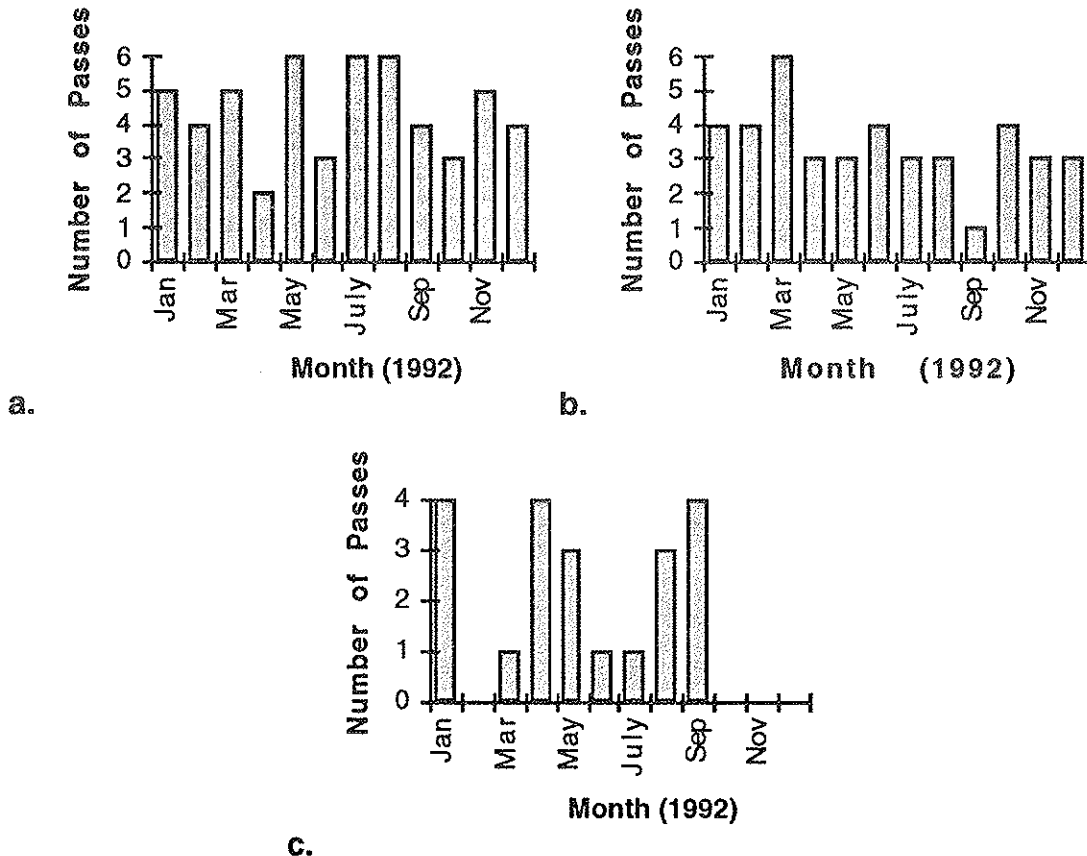 Number of Passes
6
5
4
3
2
1
0
Jan
Mar
May
July
Sep
Nov
Month (1992)
a.
Number of Passes
6
5
4
3
2
1
0
Jan
Mar
May
July
Sep
Nov
Month (1992)
b.
Number of Passes
4
3
2
1
0
Jan
Mar
May
July
Sep
Nov
Month (1992)
c.